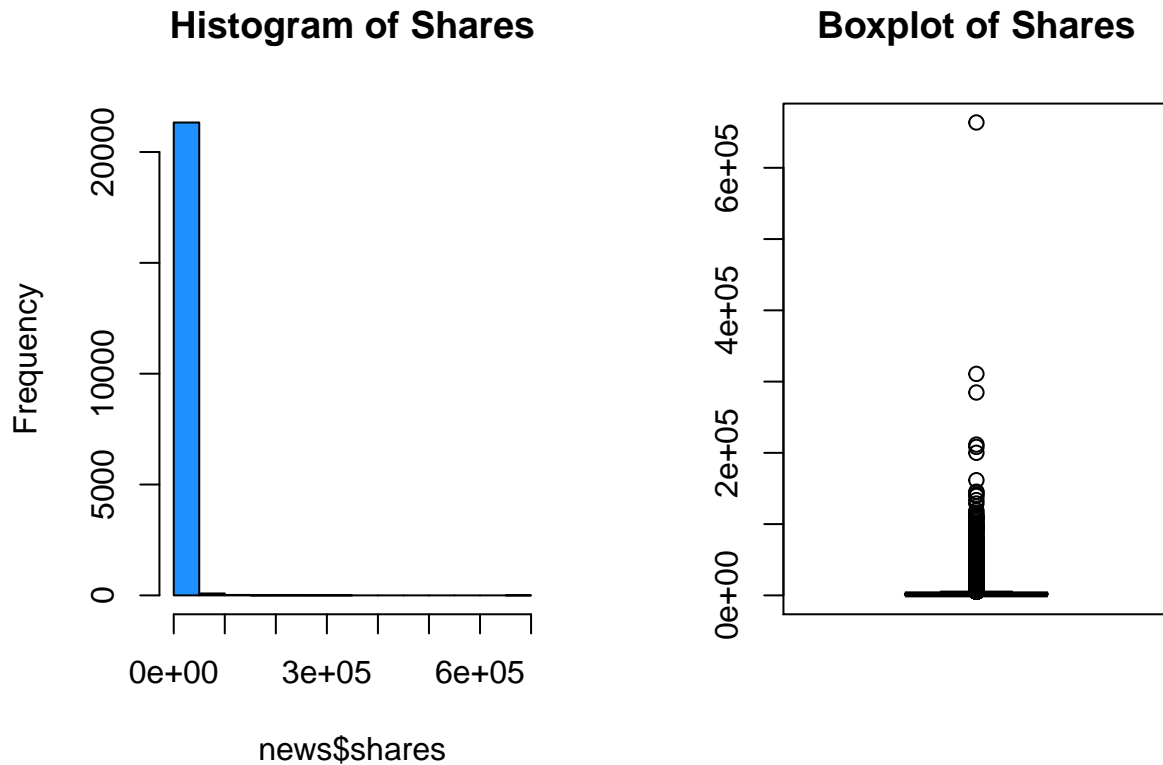 Histogram of Shares
Frequency
0
5000
10000
20000
0e+00
3e+05
6e+05
news$shares
Boxplot of Shares
0e+00
2e+05
4e+05
6e+05